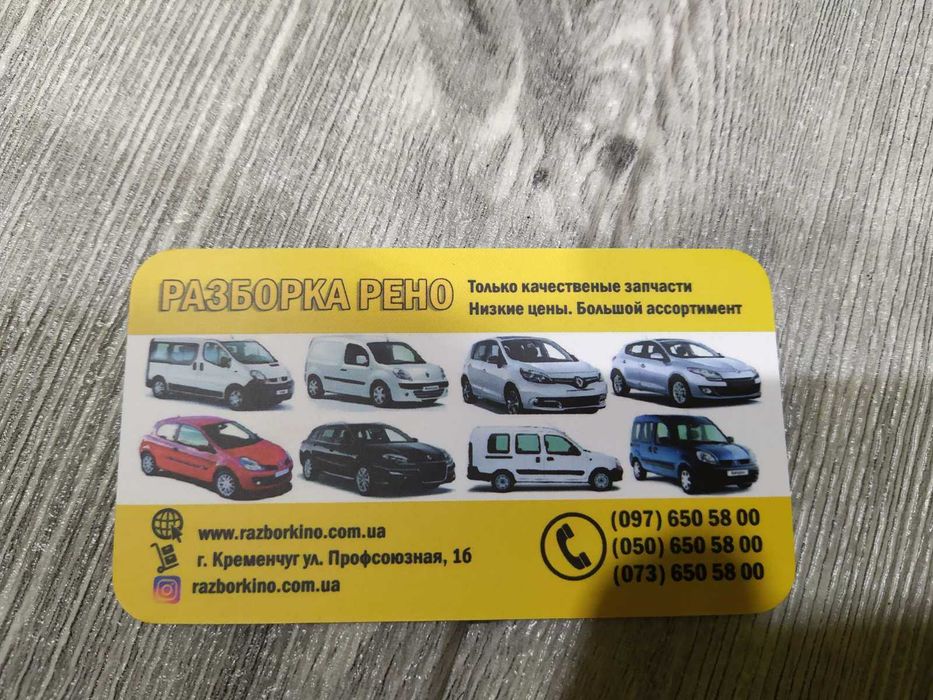 РАЗБОРКА РЕНО
Только качественые запчасти
Низкие цены. Большой ассортимент
www.razborkino.com.ua
г. Кременчуг ул. Профсоюзная, 16
razborkino.com.ua
(097) 650 58 00
(050) 650 58 00
(073) 650 58 00